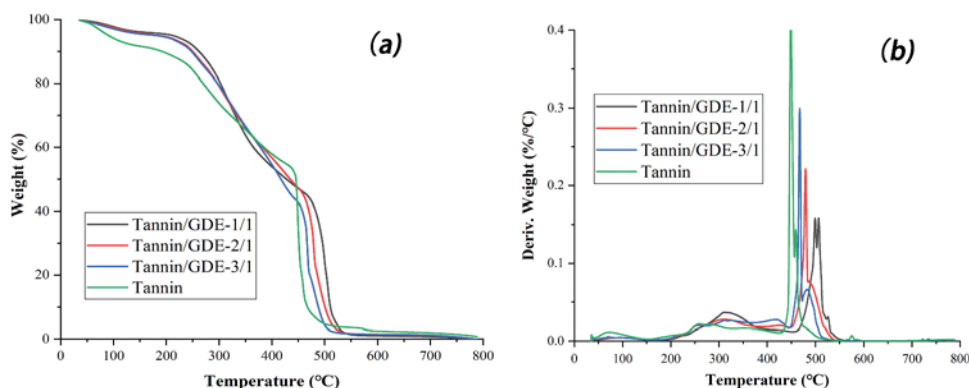 (a)
100
80
60
40
20
0
Weight (%)
Tannin/GDE-1/1
Tannin/GDE-2/1
Tannin/GDE-3/1
Tannin
0 100 200 300 400 500 600 700 800
Temperature (°C)
(b)
0.4
0.3
0.2
0.1
0.0
Deriv. Weight (%/°C)
Tannin/GDE-1/1
Tannin/GDE-2/1
Tannin/GDE-3/1
Tannin
0 100 200 300 400 500 600 700 800
Temperature (°C)